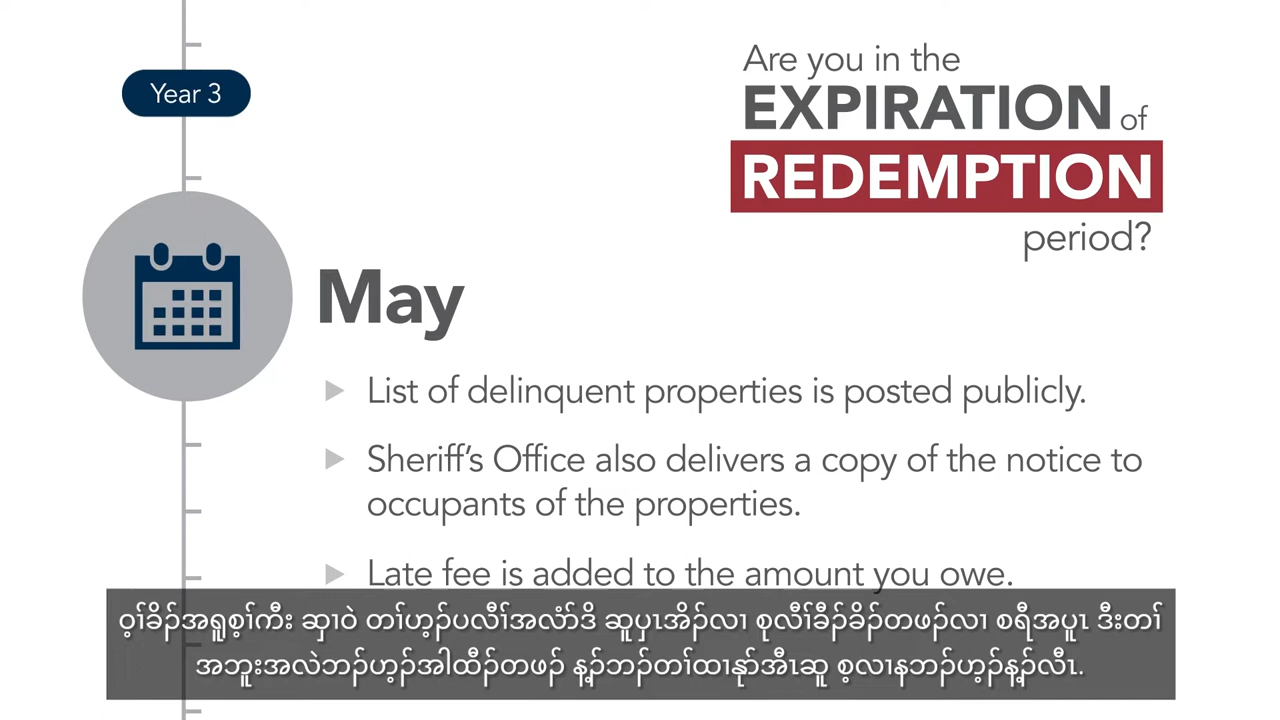 Year 3
Are you in the
EXPIRATION of
REDEMPTION
period?
May
List of delinquent properties is posted publicly.
Sheriff's Office also delivers a copy of the notice to
occupants of the properties.
Late fee is added to the amount you owe.
ဝ့ၢ်ခိၣ်အရူစ့ၢ်ကီး ဆှၢဝဲ တၢ်ဟ့ၣ်ပလီၢ်အလံာ်ဒိ ဆူပှၤအိၣ်လၢ စုလီၢ်ခီၣ်ခိၣ်တဖၣ်လၢ စရီအပူၤ ဒီးတၢ်
အဘူးအလဲဘၣ်ဟ့ၣ်အါထီၣ်တဖၣ် န့ၣ်ဘၣ်တၢ်ထၢနုာ်အီၤဆူ စ့လၢနဘၣ်ဟ့ၣ်န့ၣ်လီၤ.